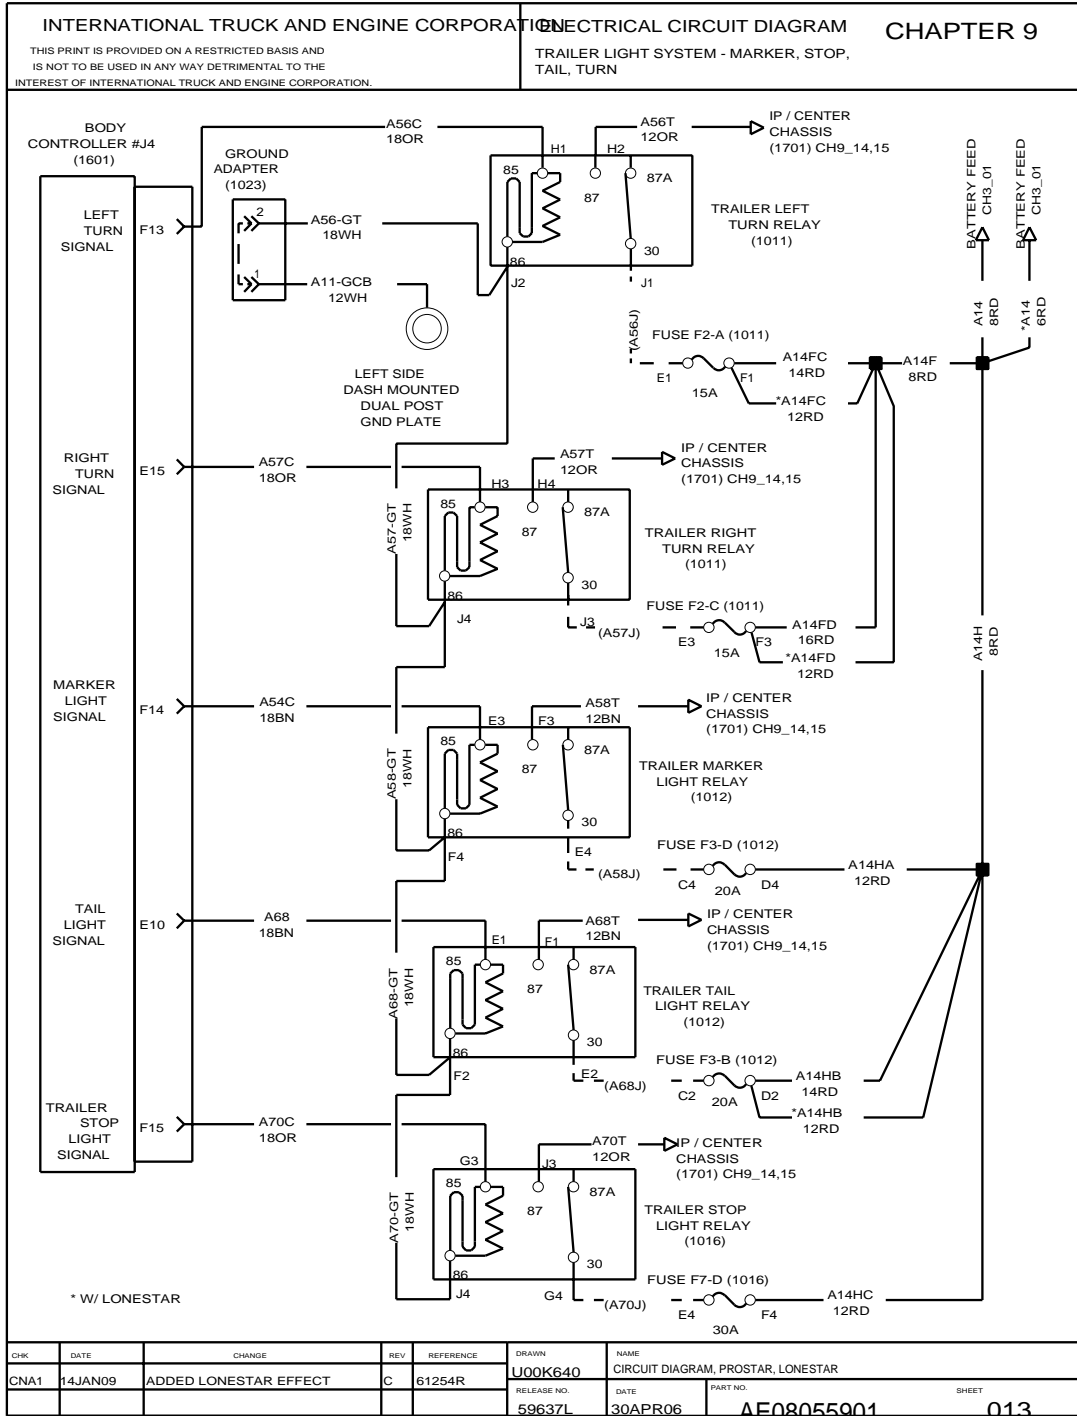 INTERNATIONAL TRUCK AND ENGINE CORPORATION
THIS PRINT IS PROVIDED ON A RESTRICTED BASIS AND
IS NOT TO BE USED IN ANY WAY DETRIMENTAL TO THE
INTEREST OF INTERNATIONAL TRUCK AND ENGINE CORPORATION.
ELECTRICAL CIRCUIT DIAGRAM
TRAILER LIGHT SYSTEM - MARKER, STOP,
TAIL, TURN
CHAPTER 9
BODY
CONTROLLER #J4
(1601)
GROUND
ADAPTER
(1023)
2
1
A56C
18OR
A56T
12OR
IP / CENTER
CHASSIS
(1701) CH9_14,15
H1
H2
85
87
87A
30
86
J2
J1
TRAILER LEFT
TURN RELAY
(1011)
LEFT
TURN
SIGNAL
F13
A56-GT
18WH
A11-GCB
12WH
LEFT SIDE
DASH MOUNTED
DUAL POST
GND PLATE
BATTERY FEED
CH3_01
BATTERY FEED
CH3_01
A14
8RD
*A14
6RD
(A56J)
FUSE F2-A (1011)
E1
15A
F1
A14FC
14RD
*A14FC
12RD
A14F
8RD
RIGHT
TURN
SIGNAL
E15
A57C
18OR
A57T
12OR
IP / CENTER
CHASSIS
(1701) CH9_14,15
H3
H4
85
87
87A
30
86
J4
J3
A57-GT
18WH
TRAILER RIGHT
TURN RELAY
(1011)
(A57J)
FUSE F2-C (1011)
E3
15A
F3
A14FD
16RD
*A14FD
12RD
A14H
8RD
MARKER
LIGHT
SIGNAL
F14
A54C
18BN
A58T
12BN
IP / CENTER
CHASSIS
(1701) CH9_14,15
E3
F3
85
87
87A
30
86
F4
E4
A58-GT
18WH
TRAILER MARKER
LIGHT RELAY
(1012)
(A58J)
FUSE F3-D (1012)
C4
20A
D4
A14HA
12RD
TAIL
LIGHT
SIGNAL
E10
A68
18BN
A68T
12BN
IP / CENTER
CHASSIS
(1701) CH9_14,15
E1
F1
85
87
87A
30
86
F2
E2
A68-GT
18WH
TRAILER TAIL
LIGHT RELAY
(1012)
(A68J)
FUSE F3-B (1012)
C2
20A
D2
A14HB
14RD
*A14HB
12RD
TRAILER
STOP
LIGHT
SIGNAL
F15
A70C
18OR
A70T
12OR
IP / CENTER
CHASSIS
(1701) CH9_14,15
G3
J3
85
87
87A
30
86
J4
G4
A70-GT
18WH
TRAILER STOP
LIGHT RELAY
(1016)
(A70J)
FUSE F7-D (1016)
E4
30A
F4
A14HC
12RD
* W/ LONESTAR
CHK DATE CHANGE REV REFERENCE
CNA1 14JAN09 ADDED LONESTAR EFFECT C 61254R
DRAWN
U00K640
NAME
CIRCUIT DIAGRAM, PROSTAR, LONESTAR
RELEASE NO.
59637L
DATE
30APR06
PART NO.
AF08055901
SHEET
013